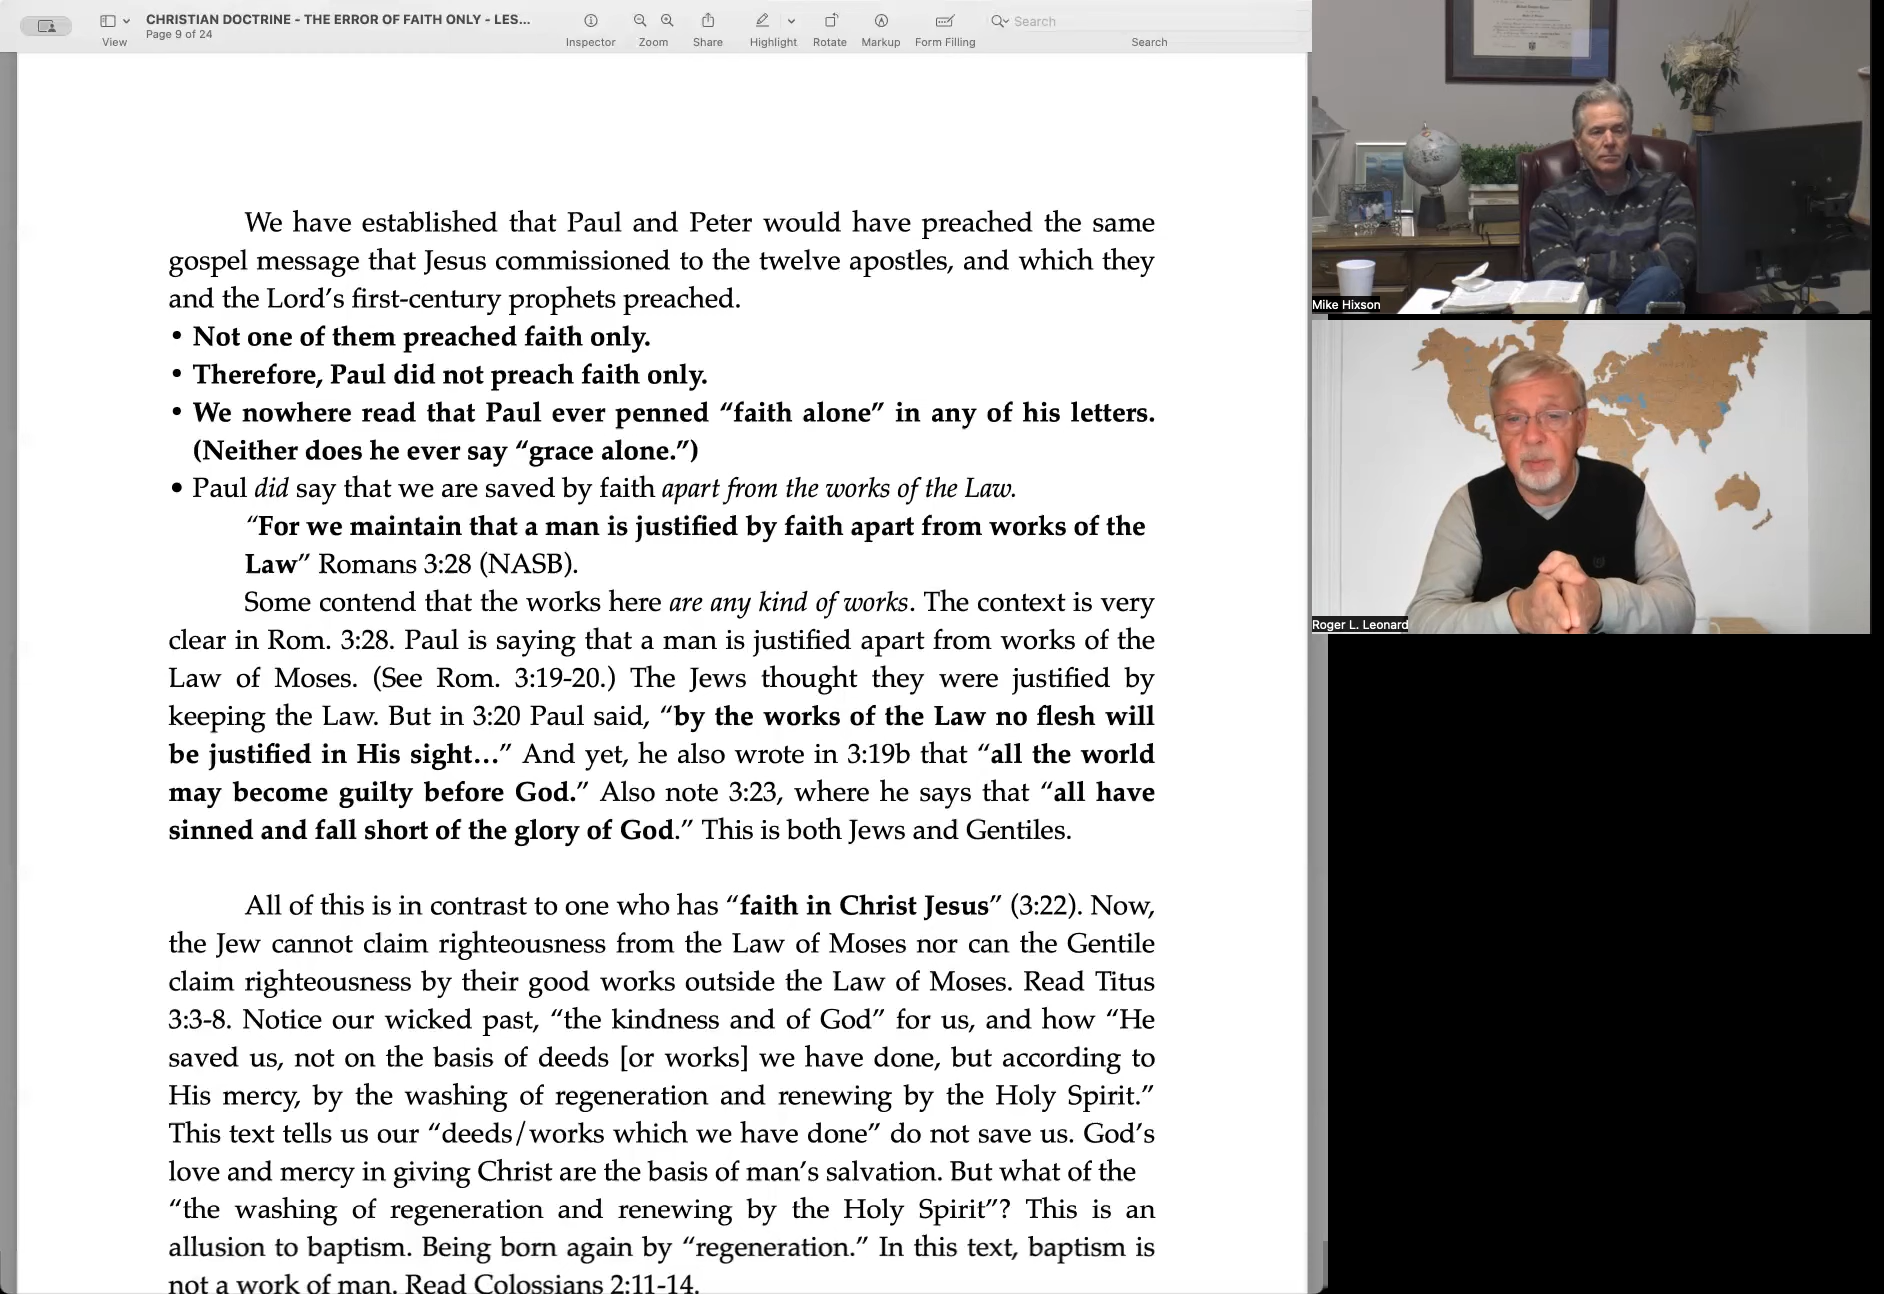 CHRISTIAN DOCTRINE - THE ERROR OF FAITH ONLY - LES...
Page 9 of 24
View
Inspector
Zoom
Share
Highlight
Rotate
Markup
Form Filling
Search
Search
We have established that Paul and Peter would have preached the same
gospel message that Jesus commissioned to the twelve apostles, and which they
and the Lord’s first-century prophets preached.
• Not one of them preached faith only.
• Therefore, Paul did not preach faith only.
• We nowhere read that Paul ever penned “faith alone” in any of his letters.
(Neither does he ever say “grace alone.”)
• Paul did say that we are saved by faith apart from the works of the Law.
“For we maintain that a man is justified by faith apart from works of the
Law” Romans 3:28 (NASB).
Some contend that the works here are any kind of works. The context is very
clear in Rom. 3:28. Paul is saying that a man is justified apart from works of the
Law of Moses. (See Rom. 3:19-20.) The Jews thought they were justified by
keeping the Law. But in 3:20 Paul said, “by the works of the Law no flesh will
be justified in His sight…” And yet, he also wrote in 3:19b that “all the world
may become guilty before God.” Also note 3:23, where he says that “all have
sinned and fall short of the glory of God.” This is both Jews and Gentiles.
All of this is in contrast to one who has “faith in Christ Jesus” (3:22). Now,
the Jew cannot claim righteousness from the Law of Moses nor can the Gentile
claim righteousness by their good works outside the Law of Moses. Read Titus
3:3-8. Notice our wicked past, “the kindness and of God” for us, and how “He
saved us, not on the basis of deeds [or works] we have done, but according to
His mercy, by the washing of regeneration and renewing by the Holy Spirit.”
This text tells us our “deeds/works which we have done” do not save us. God’s
love and mercy in giving Christ are the basis of man’s salvation. But what of the
“the washing of regeneration and renewing by the Holy Spirit”? This is an
allusion to baptism. Being born again by “regeneration.” In this text, baptism is
not a work of man. Read Colossians 2:11-14.
Mike Hixson
Roger L. Leonard